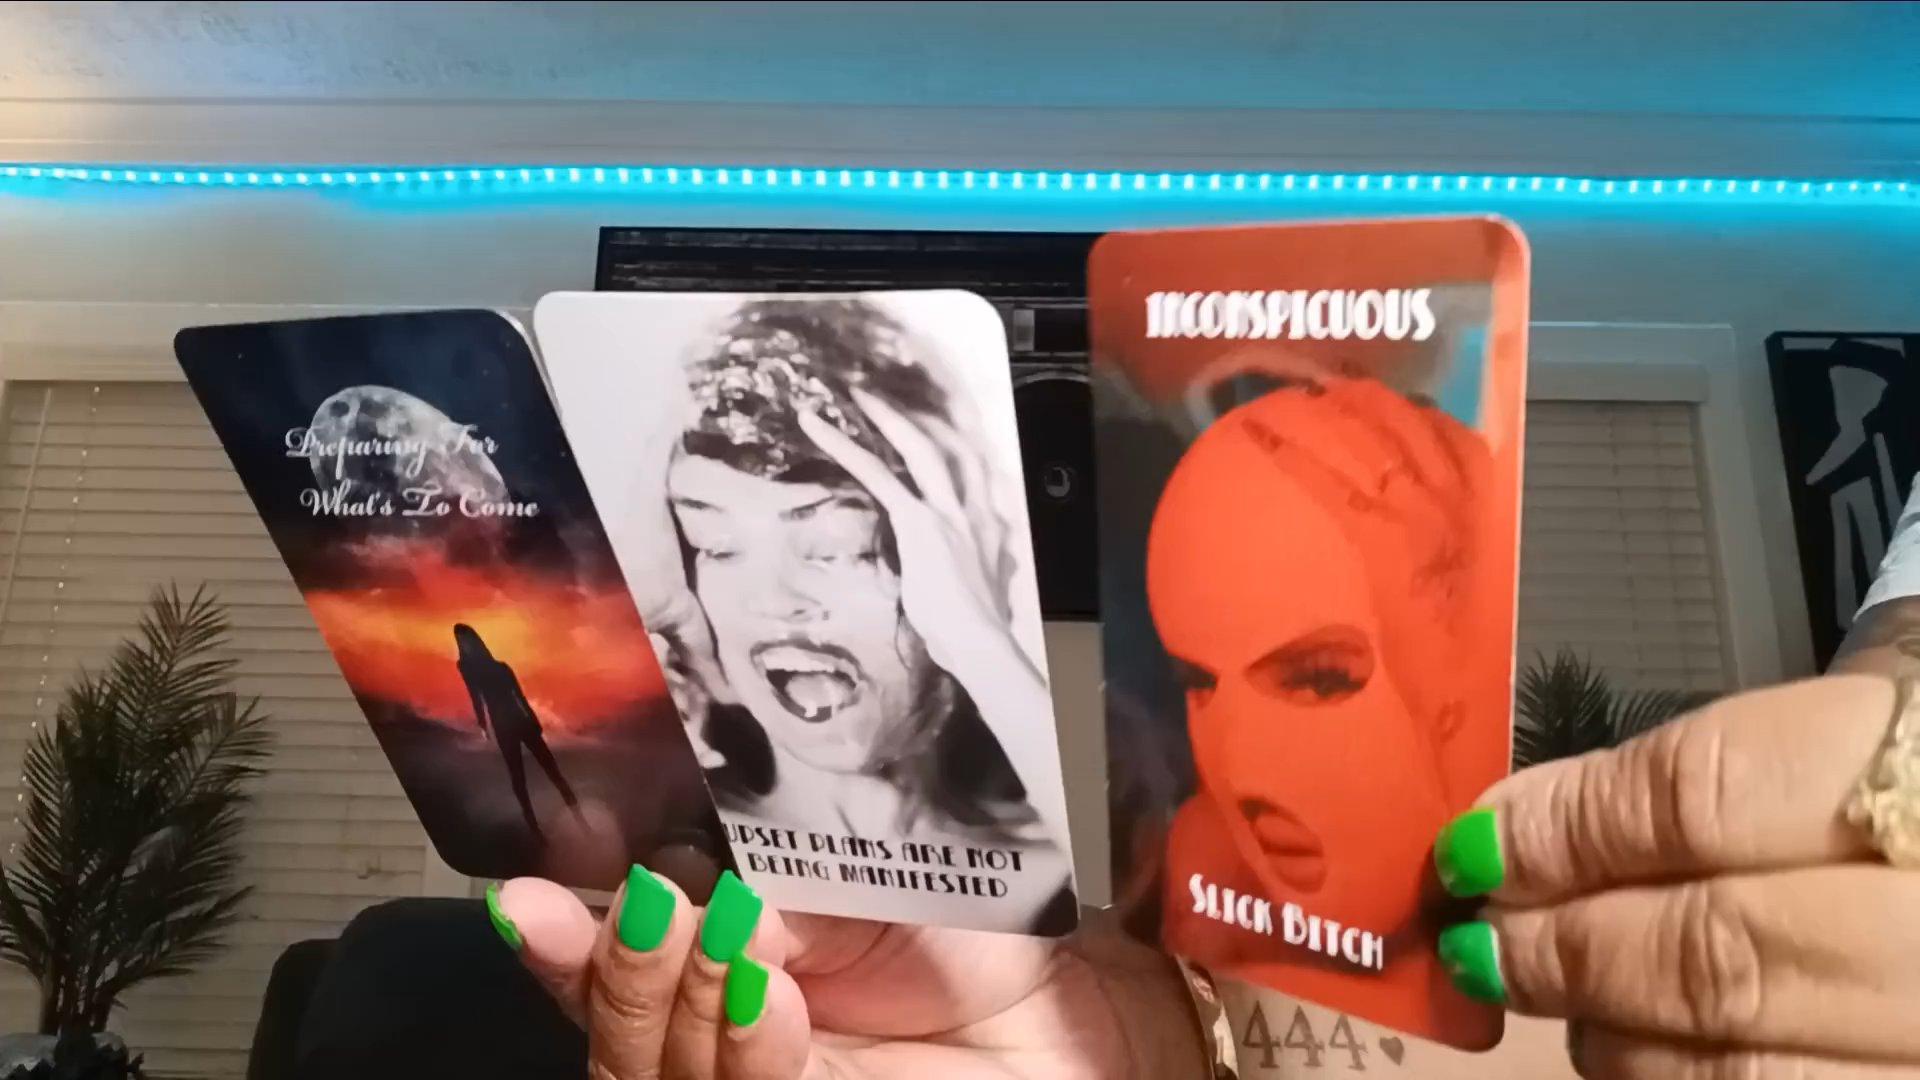 Preparing For
What's To Come
UPSET PLANS ARE NOT
BEING MANIFESTED
INCONSPICUOUS
SLICK BITCH
444